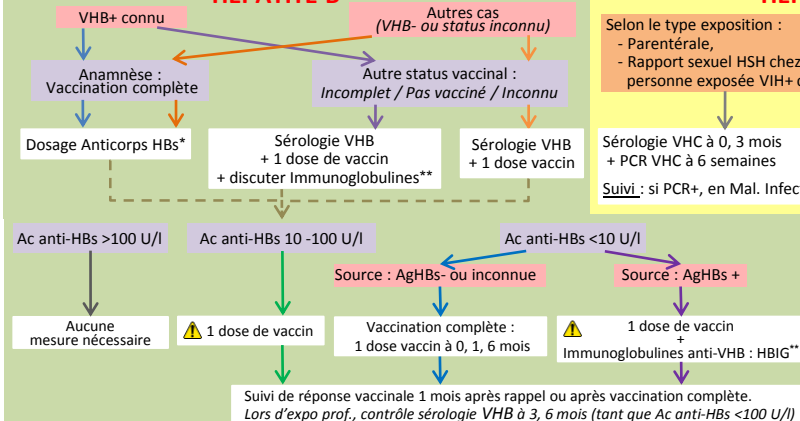 VHB+ connu
Autres cas
(VHB- ou status inconnu)
Anamnèse :
Vaccination complète
Autre status vaccinal :
Incomplet / Pas vacciné / Inconnu
Dosage Anticorps HBs*
Sérologie VHB
+ 1 dose de vaccin
+ discuter Immunoglobulines**
Sérologie VHB
+ 1 dose vaccin
Selon le type exposition :
- Parentérale,
- Rapport sexuel HSH chez
personne exposée VIH+
Sérologie VHC à 0, 3 mois
+ PCR VHC à 6 semaines
Suivi : si PCR+, en Mal. Infec
Ac anti-HBs >100 U/l
Ac anti-HBs 10 -100 U/l
Ac anti-HBs <10 U/l
Source : AgHBs- ou inconnue
Source : AgHBs +
Aucune
mesure nécessaire
1 dose de vaccin
Vaccination complète :
1 dose vaccin à 0, 1, 6 mois
1 dose de vaccin
+
Immunoglobulines anti-VHB : HBIG**
Suivi de réponse vaccinale 1 mois après rappel ou après vaccination complète.
Lors d'expo prof., contrôle sérologie VHB à 3, 6 mois (tant que Ac anti-HBs <100 U/l)